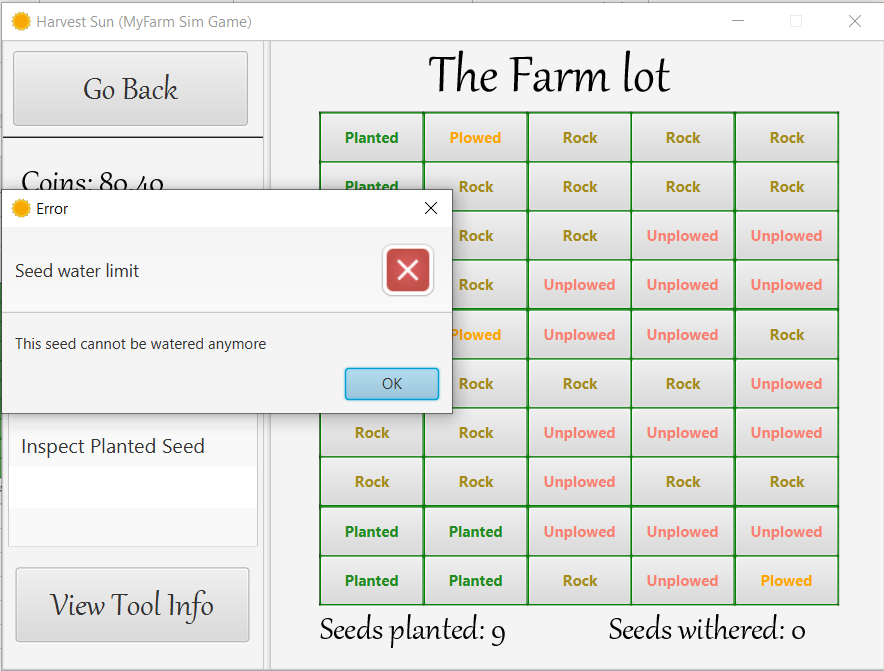 Harvest Sun (MyFarm Sim Game)
Go Back
Coins: 80.40
Error
Seed water limit
This seed cannot be watered anymore
OK
Inspect Planted Seed
View Tool Info
The Farm lot
Planted Plowed Rock Rock Rock
Planted Rock Rock Rock Rock
Rock Rock Unplowed Unplowed
Rock Unplowed Unplowed Unplowed
Plowed Unplowed Unplowed Rock
Rock Rock Rock Unplowed
Rock Rock Unplowed Unplowed Unplowed
Rock Rock Unplowed Rock Rock
Planted Planted Unplowed Unplowed Unplowed
Planted Planted Rock Unplowed Plowed
Seeds planted: 9
Seeds withered: 0